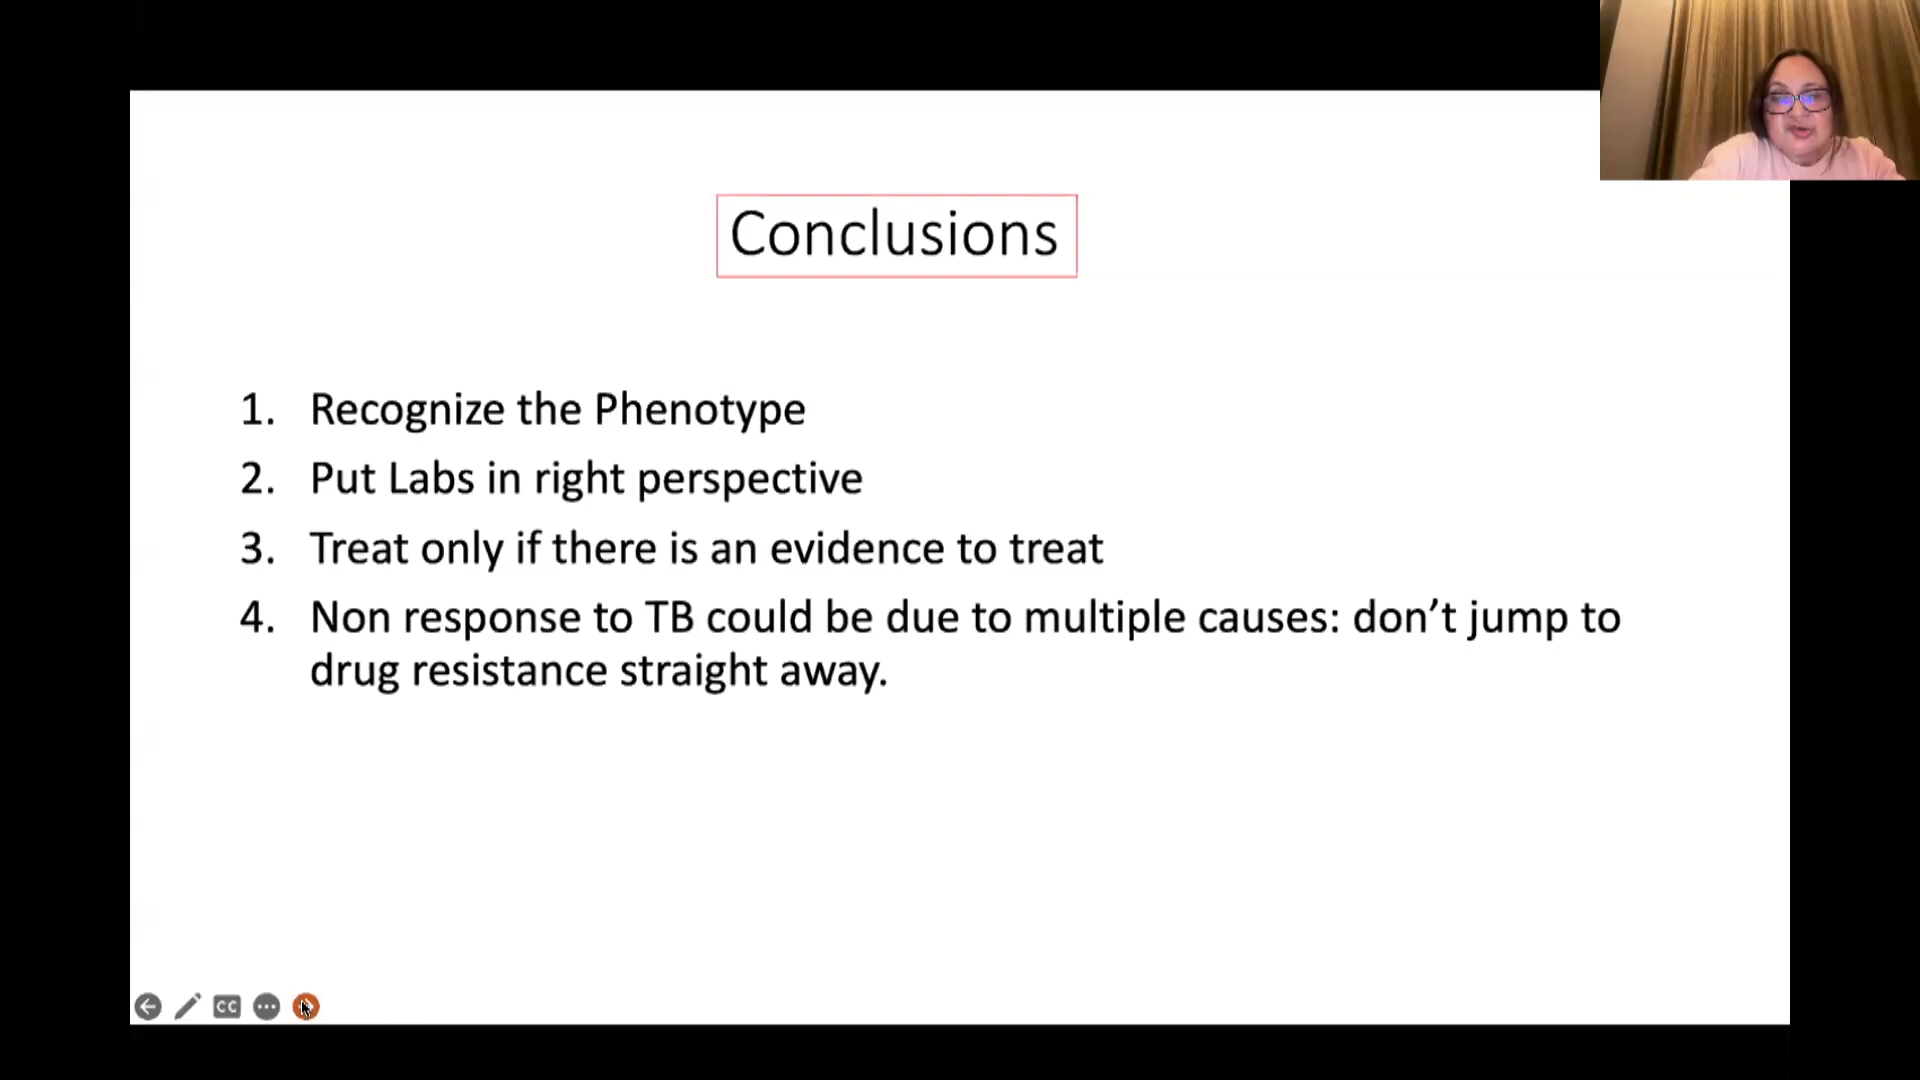 Conclusions
1. Recognize the Phenotype
2. Put Labs in right perspective
3. Treat only if there is an evidence to treat
4. Non response to TB could be due to multiple causes: don’t jump to
drug resistance straight away.
CC